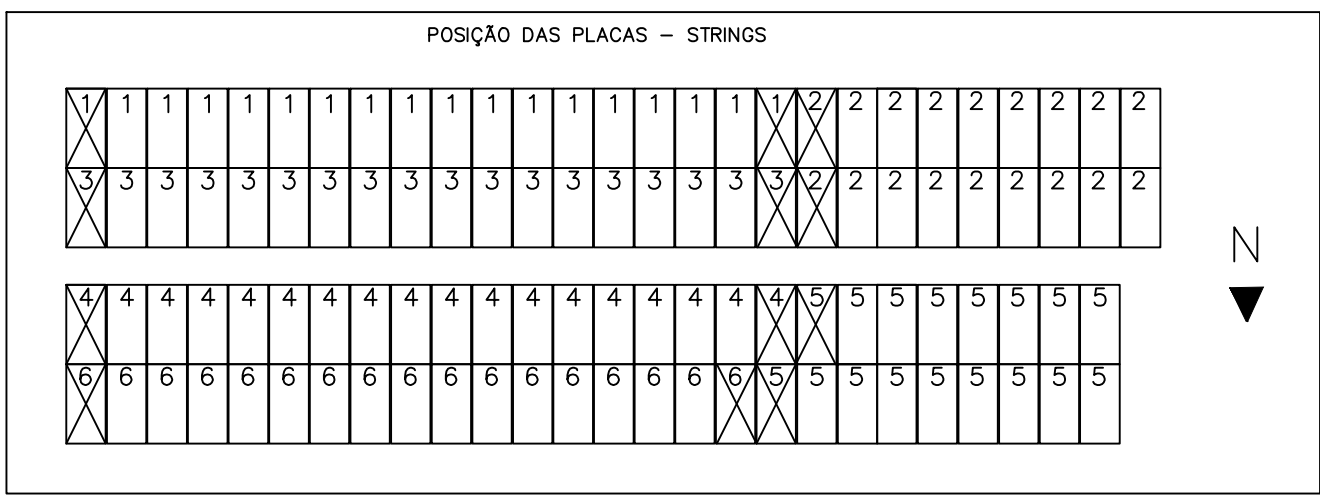 POSIÇÃO DAS PLACAS – STRINGS
1 1 1 1 1 1 1 1 1 1 1 1 1 1 1 1 1 1 2 2 2 2 2 2 2 2 2
3 3 3 3 3 3 3 3 3 3 3 3 3 3 3 3 3 3 2 2 2 2 2 2 2 2 2
N
4 4 4 4 4 4 4 4 4 4 4 4 4 4 4 4 4 4 5 5 5 5 5 5 5 5
6 6 6 6 6 6 6 6 6 6 6 6 6 6 6 6 6 5 5 5 5 5 5 5 5 5